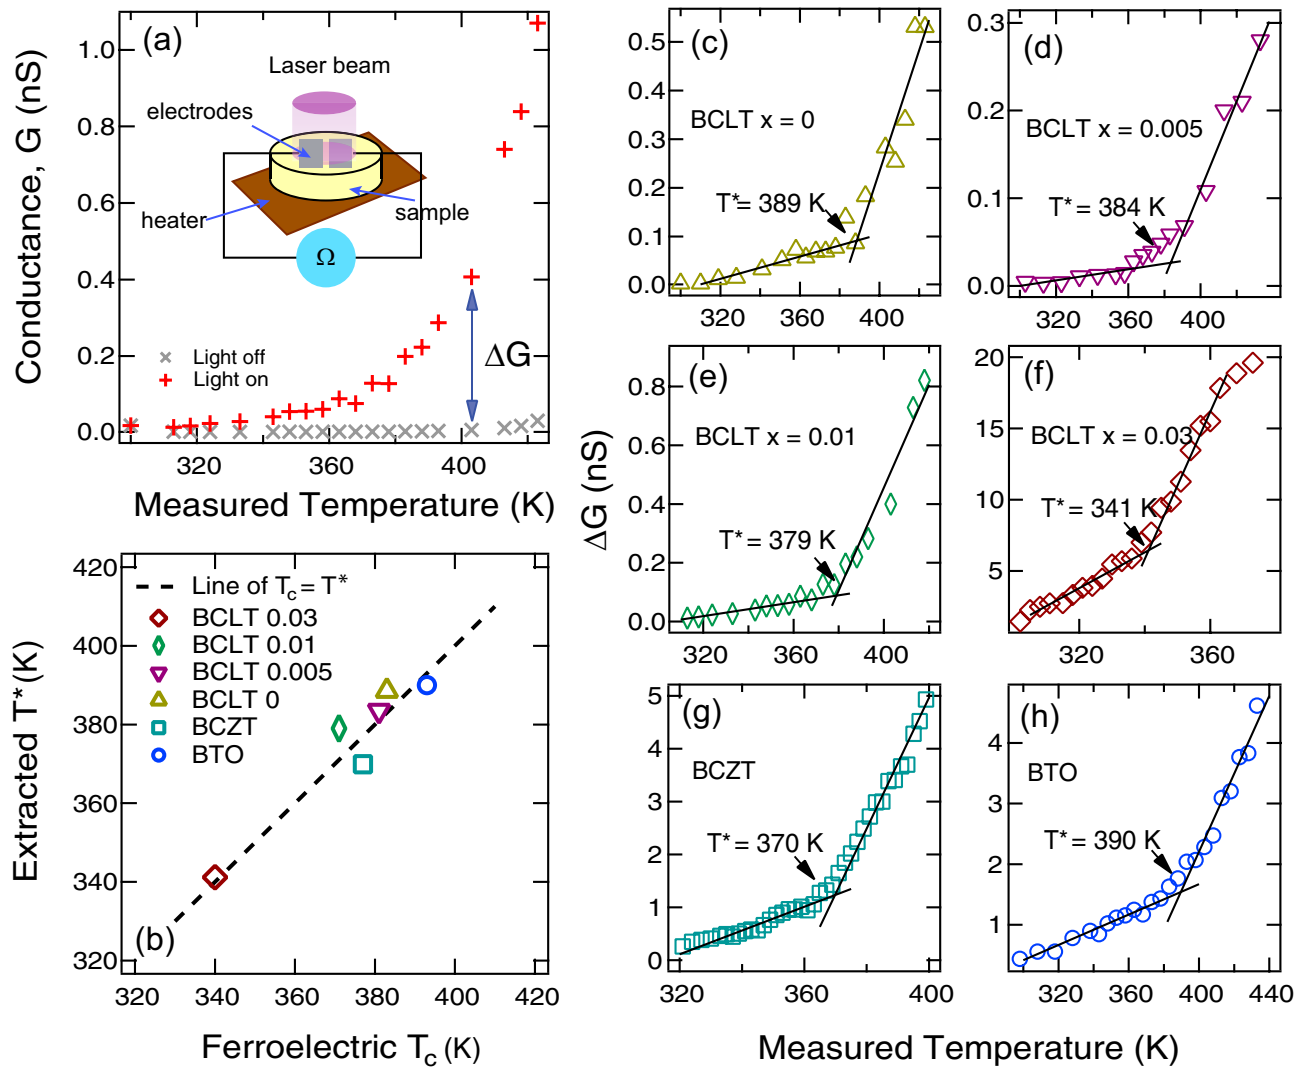 (a)
Conductance, G (nS)
1.0
0.8
0.6
0.4
0.2
0.0
Laser beam
electrodes
heater
sample
Ω
ΔG
Light off
Light on
320
360
400
Measured Temperature (K)
(b)
Extracted T* (K)
420
400
380
360
340
320
Line of Tc = T*
BCLT 0.03
BCLT 0.01
BCLT 0.005
BCLT 0
BCZT
BTO
320 340 360 380 400 420
Ferroelectric Tc (K)
ΔG (nS)
(c)
0.5
0.4
0.3
0.2
0.1
0.0
BCLT x = 0
T*= 389 K
320 360 400
(d)
0.3
0.2
0.1
0.0
BCLT x = 0.005
T*= 384 K
320 360 400
(e)
0.8
0.6
0.4
0.2
0.0
BCLT x = 0.01
T*= 379 K
320 360 400
(f)
20
15
10
5
BCLT x = 0.03
T*= 341 K
320 360
(g)
5
4
3
2
1
0
BCZT
T*= 370 K
320 360 400
(h)
4
3
2
1
BTO
T*= 390 K
320 360 400 440
Measured Temperature (K)